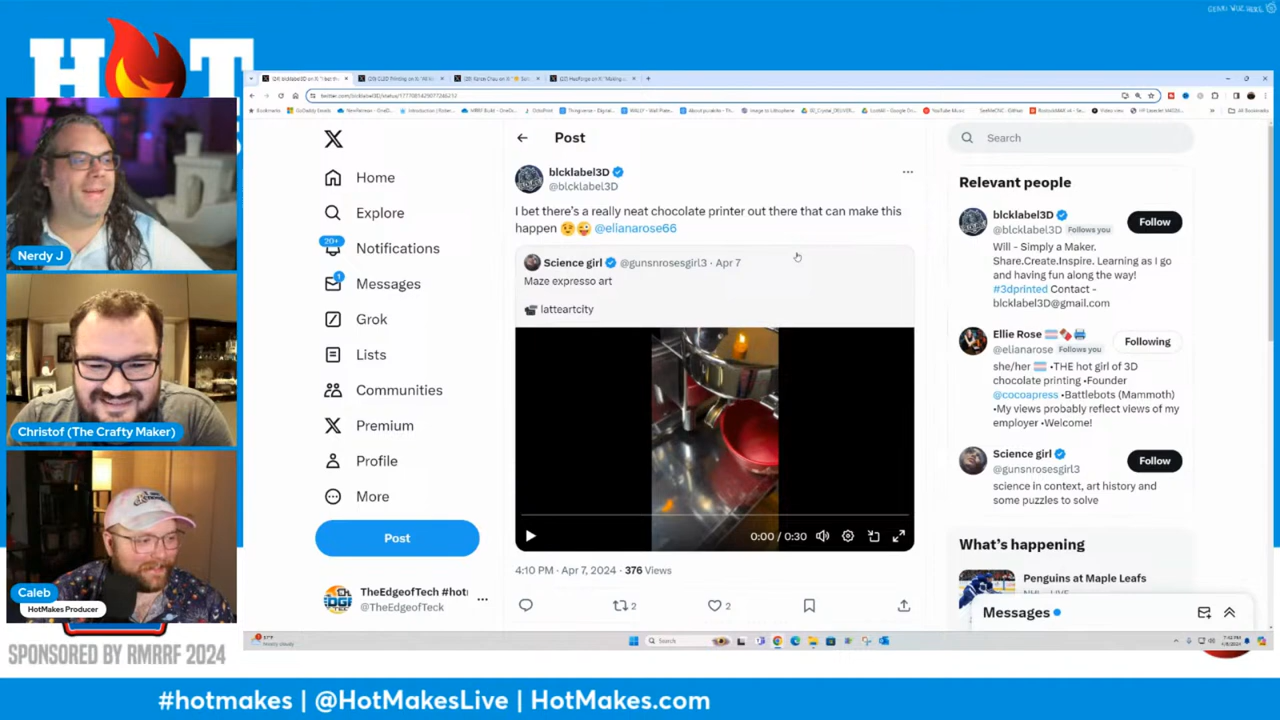 HOT
Nerdy J
Christof (The Crafty Maker)
Caleb
HotMakes Producer
SPONSORED BY RMRRF 2024
#hotmakes | @HotMakesLive | HotMakes.com
Home
Explore
20+
Notifications
1
Messages
Grok
Lists
Communities
Premium
Profile
More
Post
TheEdgeofTech #hot
@TheEdgeofTech
Post
blcklabel3D
@blcklabel3D
I bet there's a really neat chocolate printer out there that can make this
happen 😉😜 @elianarose66
Science girl @gunsnrosesgirl3 · Apr 7
Maze expresso art
📹 latteartcity
0:00 / 0:30
4:10 PM · Apr 7, 2024 · 376 Views
2
2
Search
Relevant people
blcklabel3D
@blcklabel3D Follows you
Follow
Will - Simply a Maker.
Share.Create.Inspire. Learning as I go
and having fun along the way!
#3dprinted Contact -
blcklabel3D@gmail.com
Ellie Rose
@elianarose Follows you
Following
she/her 🏳️‍⚧️ •THE hot girl of 3D
chocolate printing •Founder
@cocoapress •Battlebots (Mammoth)
•My views probably reflect views of my
employer •Welcome!
Science girl
@gunsnrosesgirl3
Follow
science in context, art history and
some puzzles to solve
What's happening
Penguins at Maple Leafs
Messages
Search